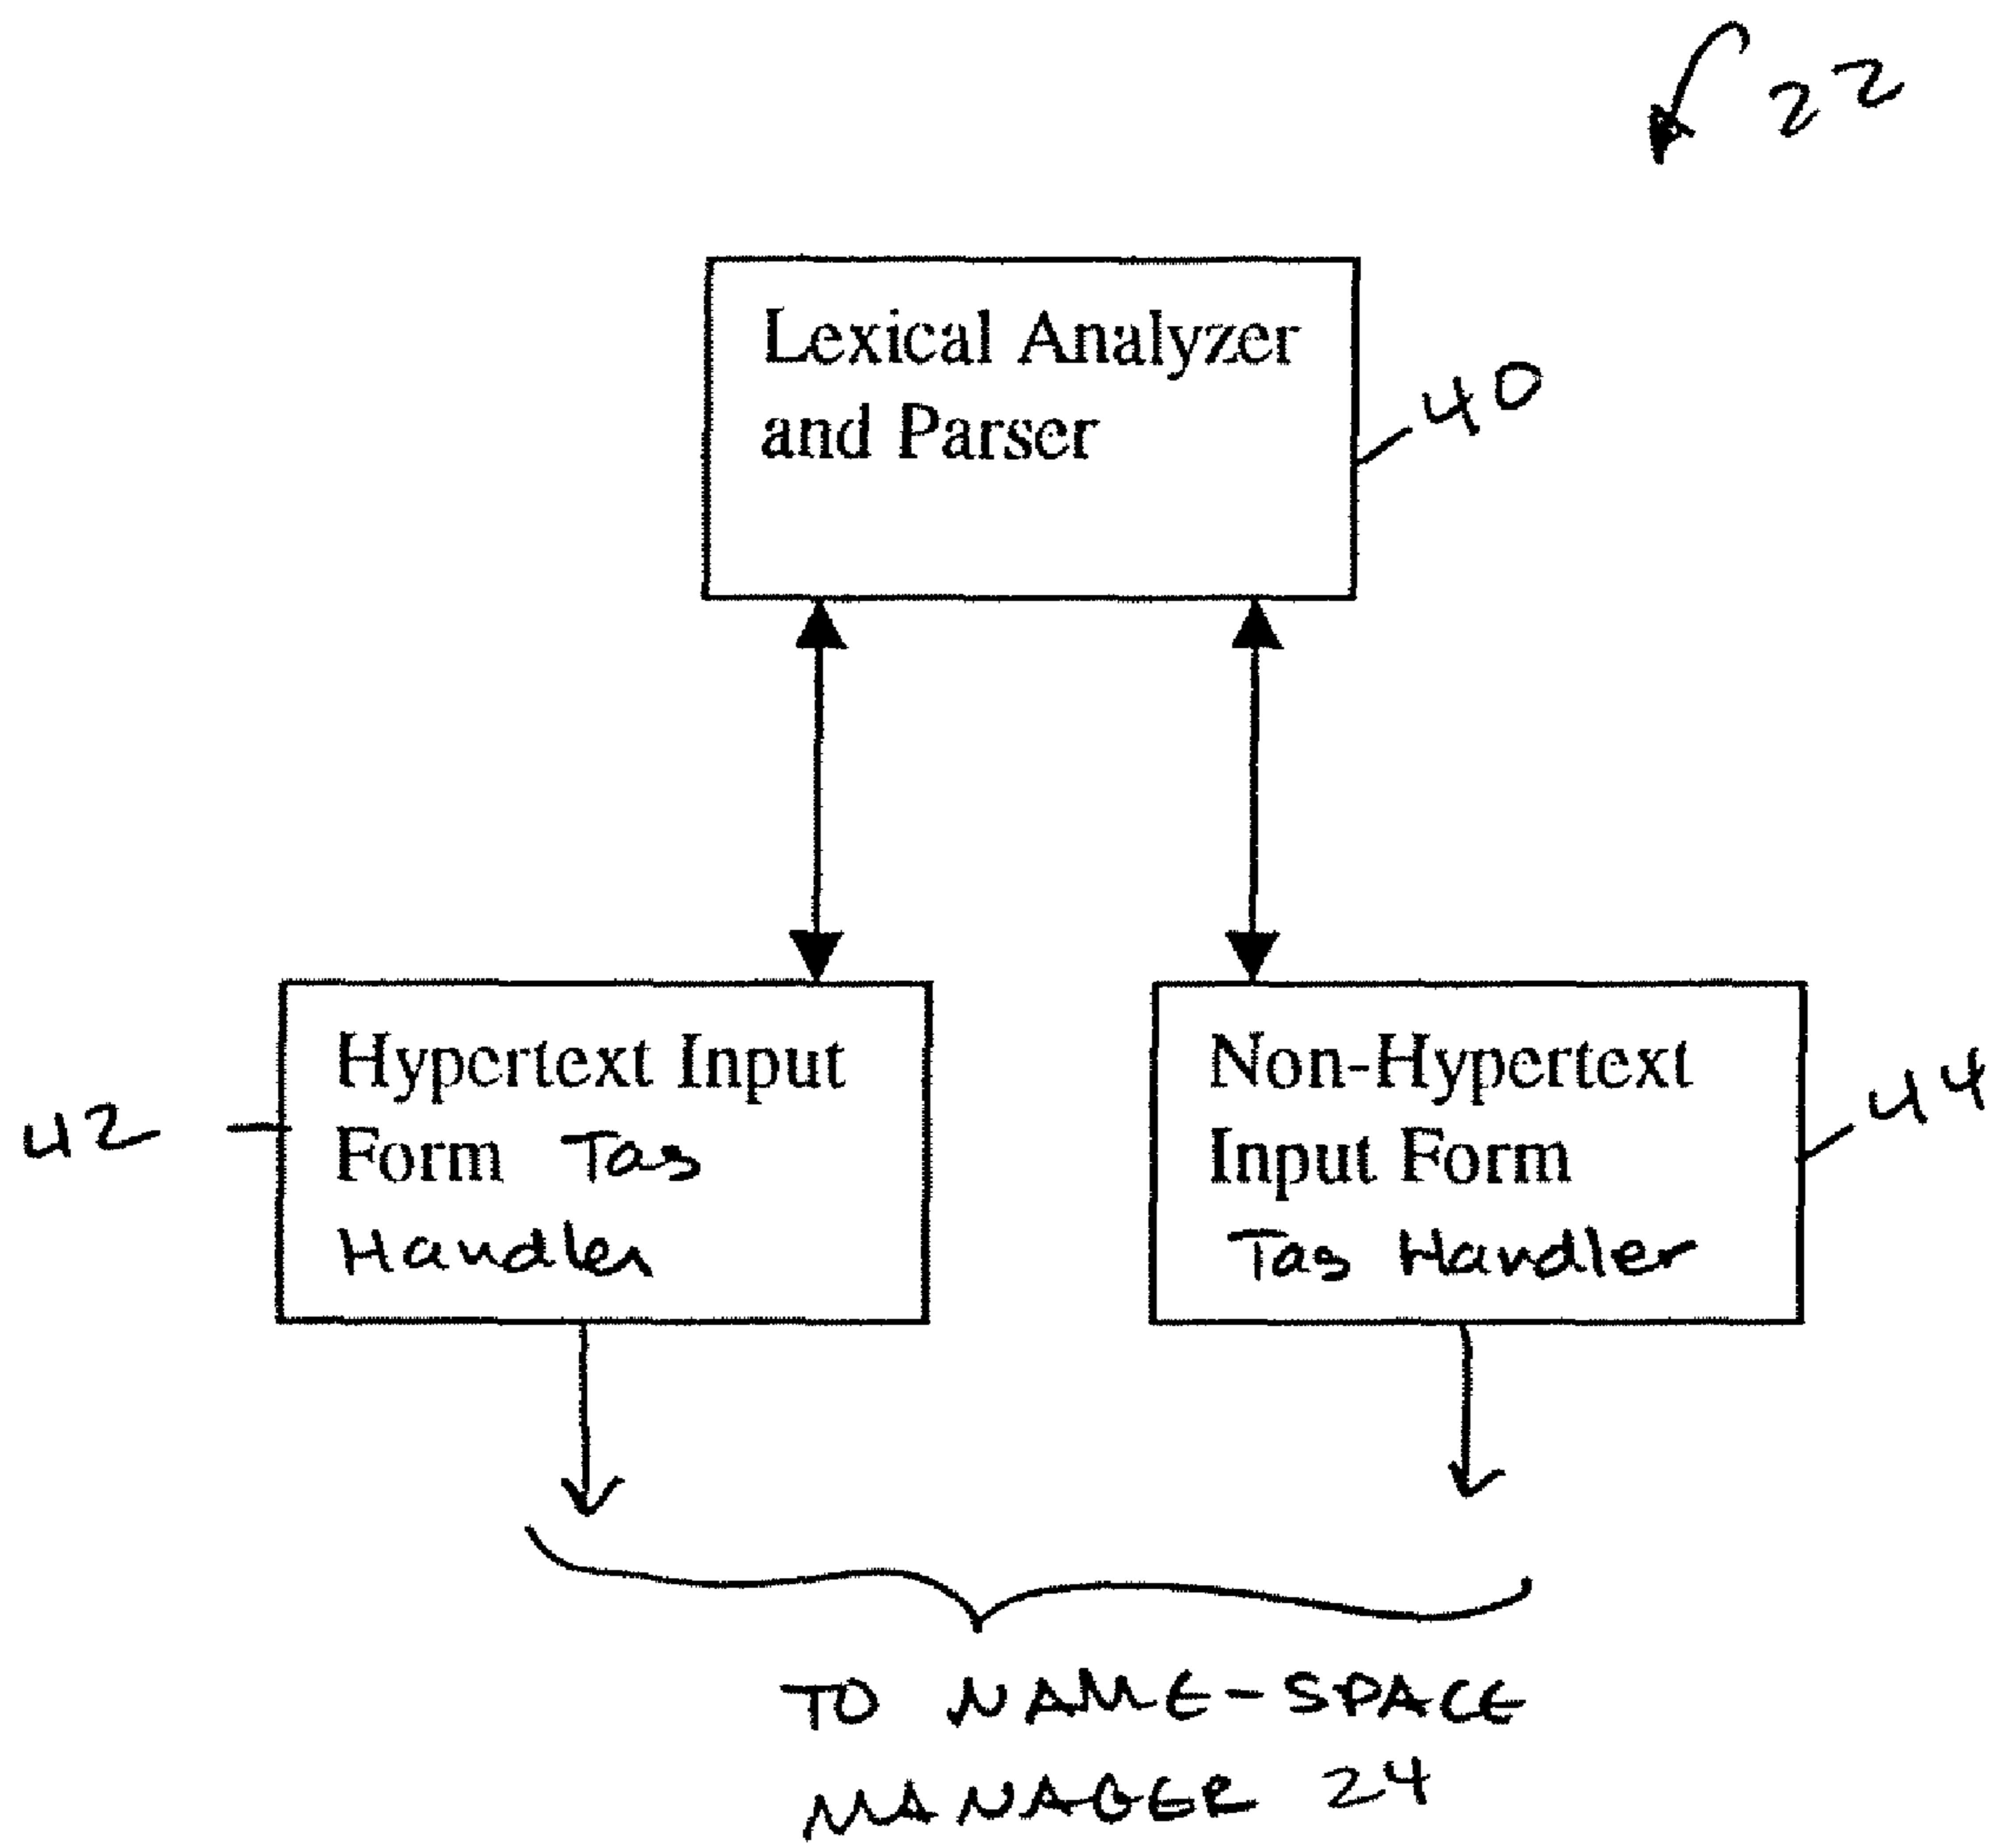 22
Lexical Analyzer
and Parser
40
Hypertext Input
Form Tag
Handler
42
Non-Hypertext
Input Form
Tag Handler
44
TO NAME-SPACE
MANAGER 24